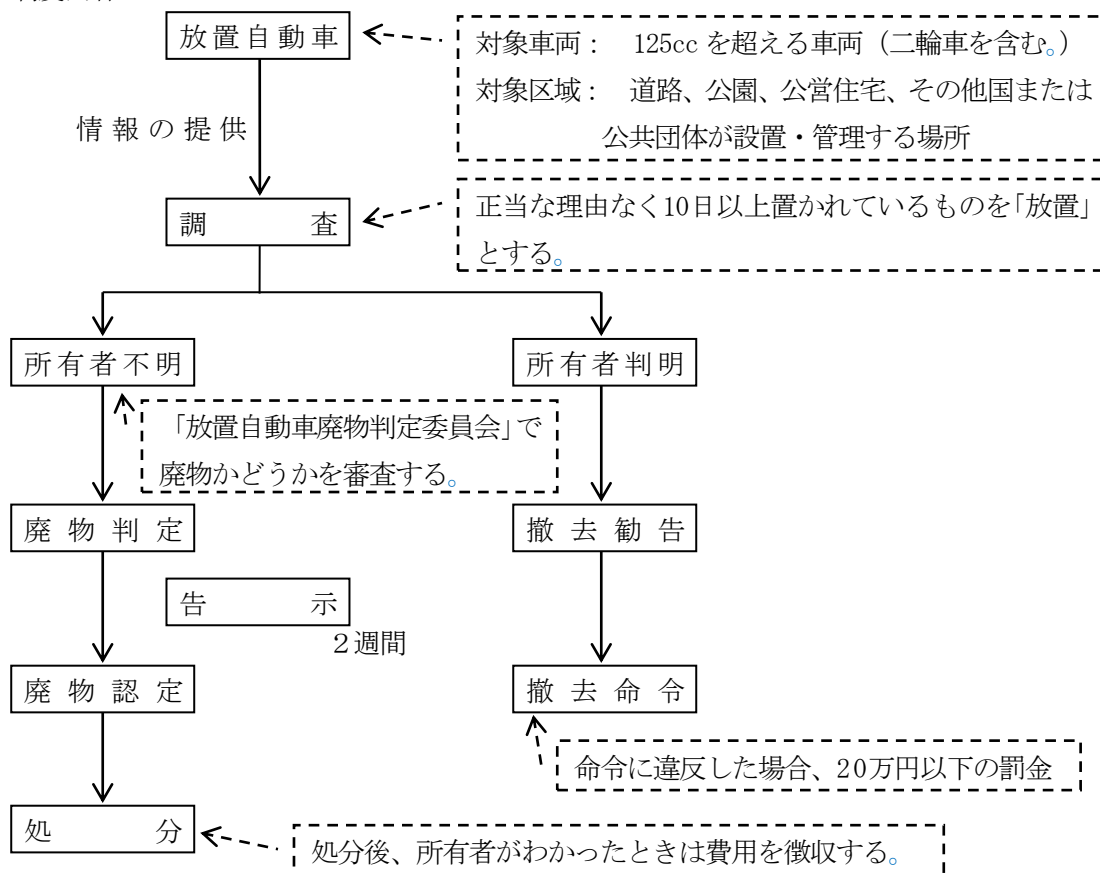 放置自動車
対象車両： 125cc を超える車両（二輪車を含む。）
対象区域： 道路、公園、公営住宅、その他国または
公共団体が設置・管理する場所
情報の提供
調 査
正当な理由なく10日以上置かれているものを「放置」
とする。
所有者不明
所有者判明
「放置自動車廃物判定委員会」で
廃物かどうかを審査する。
廃物判定
撤去勧告
告 示
２週間
廃物認定
撤去命令
命令に違反した場合、20万円以下の罰金
処 分
処分後、所有者がわかったときは費用を徴収する。